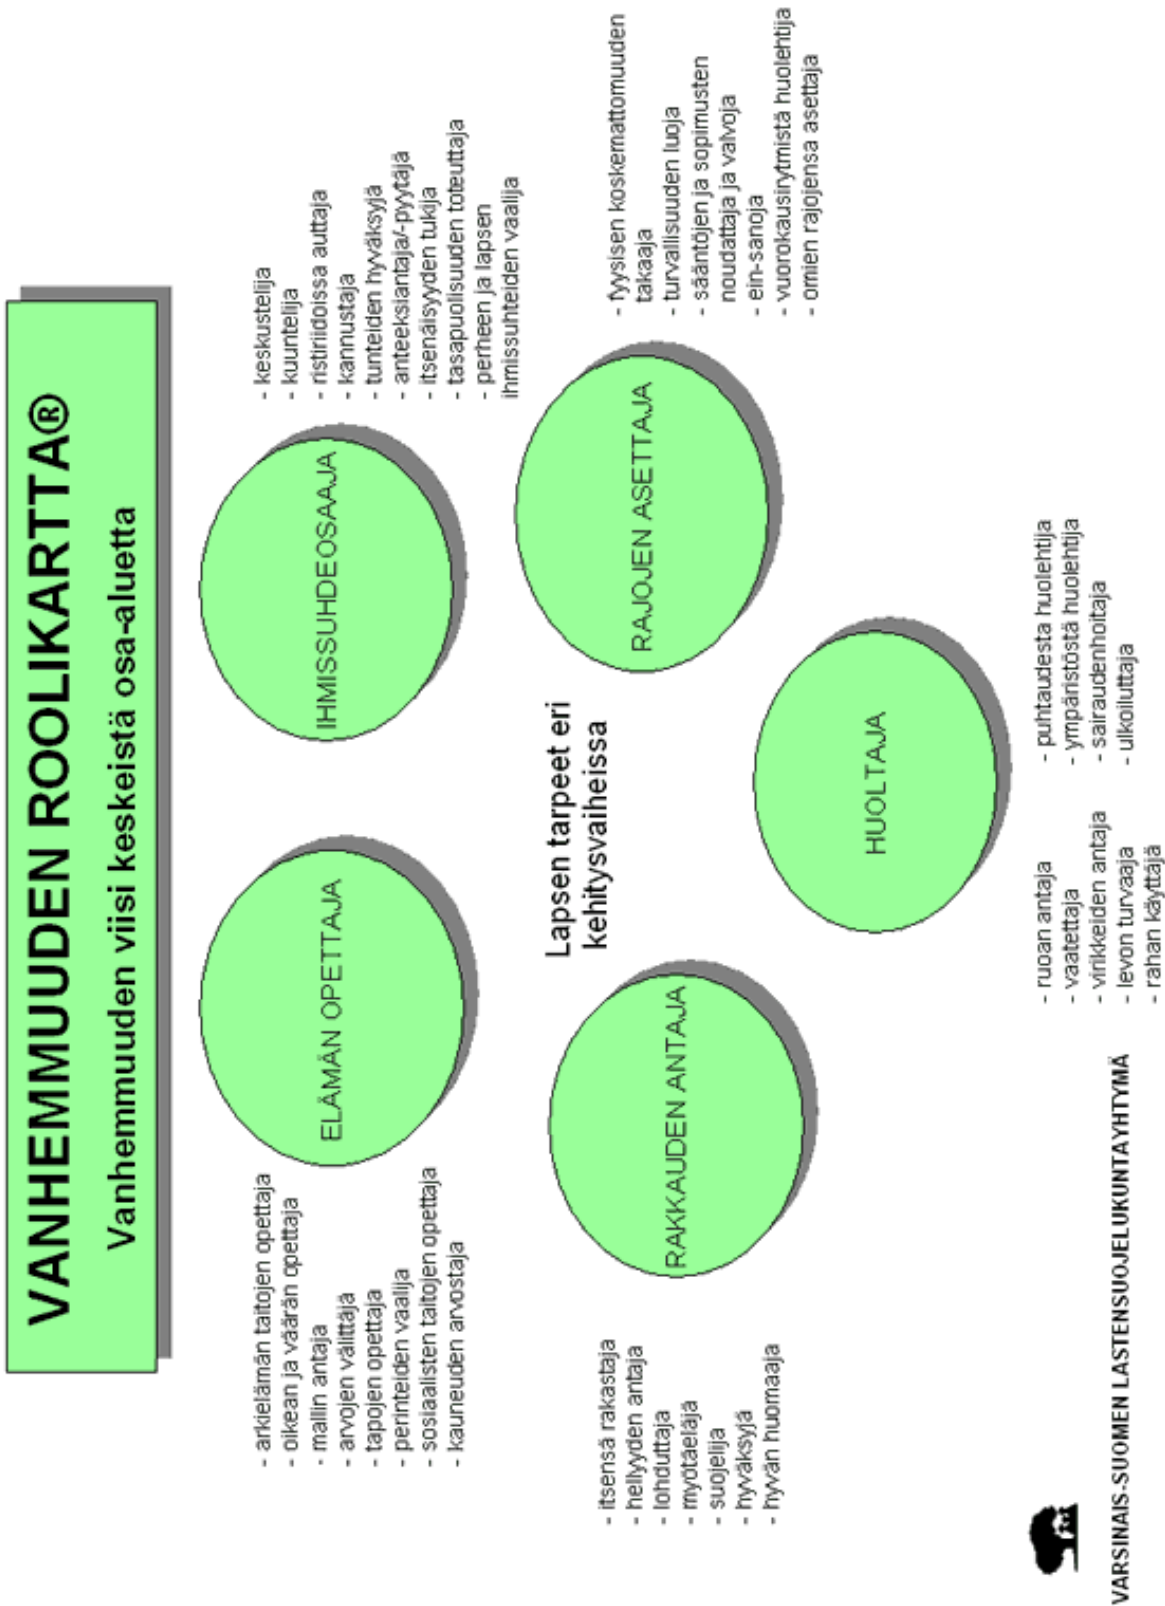 VANHEMMUUDEN ROOLIKARTTA®
Vanhemmuuden viisi keskeistä osa-aluetta
- arkielämän taitojen opettaja
- oikean ja väärän opettaja
- mallin antaja
- arvojen välittäjä
- tapojen opettaja
- perinteiden vaalija
- sosiaalisten taitojen opettaja
- kauneuden arvostaja
ELÄMÄN OPETTAJA
IHMISSUHDEOSAAJA
- keskustelija
- kuuntelija
- ristiriidoissa auttaja
- kannustaja
- tunteiden hyväksyjä
- anteeksiantaja/-pyytäjä
- itsenäisyyden tukija
- tasapuolisuuden toteuttaja
- perheen ja lapsen
ihmissuhteiden vaalija
Lapsen tarpeet eri
kehitysvaiheissa
- itsensä rakastaja
- hellyyden antaja
- lohduttaja
- myötäeläjä
- suojelija
- hyväksyjä
- hyvän huomaaja
RAKKAUDEN ANTAJA
RAJOJEN ASETTAJA
- fyysisen koskemattomuuden
takaaja
- turvallisuuden luoja
- sääntöjen ja sopimusten
noudattaja ja valvoja
- ein-sanoja
- vuorokausirytmistä huolehtija
- omien rajojensa asettaja
HUOLTAJA
- ruoan antaja
- vaatettaja
- virikkeiden antaja
- levon turvaaja
- rahan käyttäjä
- puhtaudesta huolehtija
- ympäristöstä huolehtija
- sairaudenhoitaja
- ulkoiluttaja
VARSINAIS-SUOMEN LASTENSUOJELUKUNTAYHTYMÄ